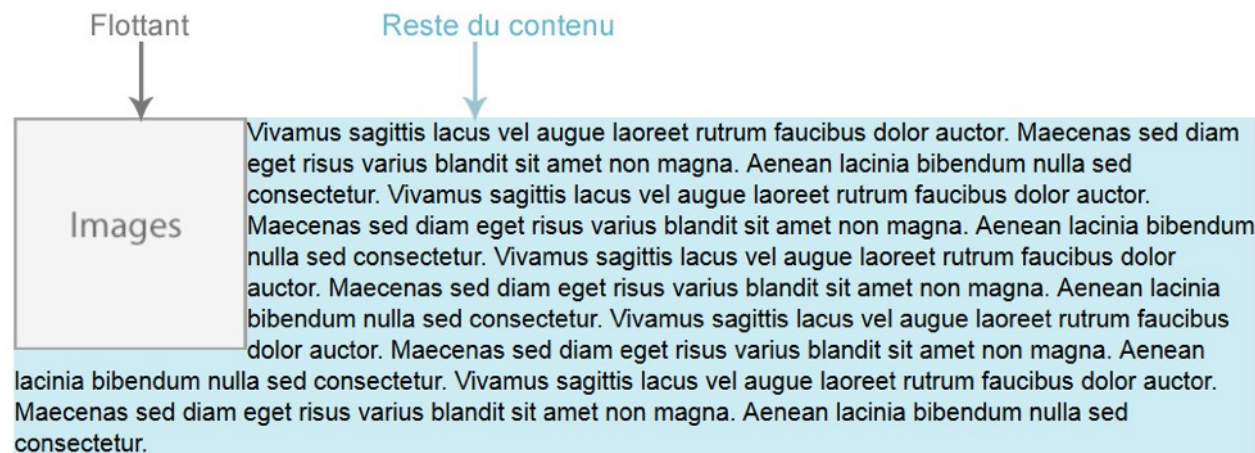 Flottant
Reste du contenu
Images
Vivamus sagittis lacus vel augue laoreet rutrum faucibus dolor auctor. Maecenas sed diam
eget risus varius blandit sit amet non magna. Aenean lacinia bibendum nulla sed
consectetur. Vivamus sagittis lacus vel augue laoreet rutrum faucibus dolor auctor.
Maecenas sed diam eget risus varius blandit sit amet non magna. Aenean lacinia bibendum
nulla sed consectetur. Vivamus sagittis lacus vel augue laoreet rutrum faucibus dolor
auctor. Maecenas sed diam eget risus varius blandit sit amet non magna. Aenean lacinia
bibendum nulla sed consectetur. Vivamus sagittis lacus vel augue laoreet rutrum faucibus
dolor auctor. Maecenas sed diam eget risus varius blandit sit amet non magna. Aenean
lacinia bibendum nulla sed consectetur. Vivamus sagittis lacus vel augue laoreet rutrum faucibus dolor auctor.
Maecenas sed diam eget risus varius blandit sit amet non magna. Aenean lacinia bibendum nulla sed
consectetur.